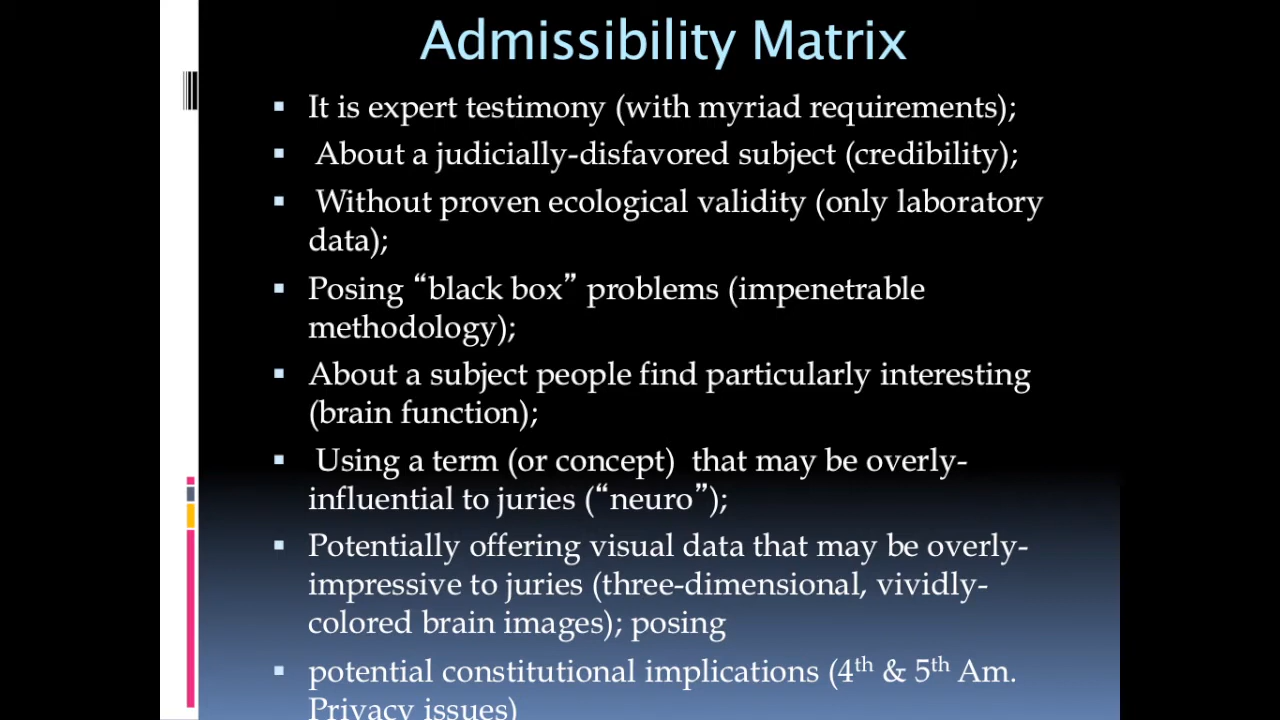 Admissibility Matrix
▪ It is expert testimony (with myriad requirements);
▪ About a judicially-disfavored subject (credibility);
▪ Without proven ecological validity (only laboratory
data);
▪ Posing “black box” problems (impenetrable
methodology);
▪ About a subject people find particularly interesting
(brain function);
▪ Using a term (or concept) that may be overly-
influential to juries (“neuro”);
▪ Potentially offering visual data that may be overly-
impressive to juries (three-dimensional, vividly-
colored brain images); posing
▪ potential constitutional implications (4th & 5th Am.
Privacy issues)